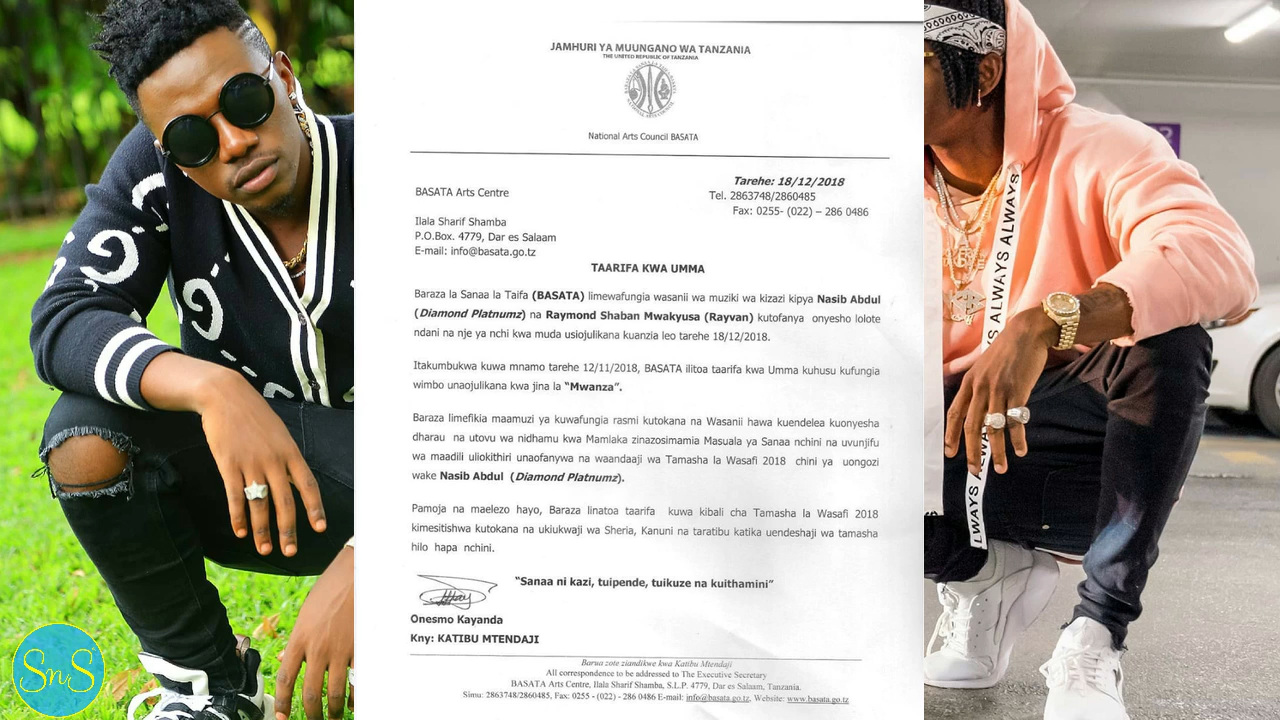 JAMHURI YA MUUNGANO WA TANZANIA
THE UNITED REPUBLIC OF TANZANIA
National Arts Council BASATA
Tarehe: 18/12/2018
BASATA Arts Centre
Tel. 2863748/2860485
Fax: 0255- (022) – 286 0486
Ilala Sharif Shamba
P.O.Box. 4779, Dar es Salaam
E-mail: info@basata.go.tz
TAARIFA KWA UMMA
Baraza la Sanaa la Taifa (BASATA) limewafungia wasanii wa muziki wa kizazi kipya Nasib Abdul
(Diamond Platnumz) na Raymond Shaban Mwakyusa (Rayvan) kutofanya onyesho lolote
ndani na nje ya nchi kwa muda usiojulikana kuanzia leo tarehe 18/12/2018.
Itakumbukwa kuwa mnamo tarehe 12/11/2018, BASATA ilitoa taarifa kwa Umma kuhusu kufungia
wimbo unaojulikana kwa jina la “Mwanza”.
Baraza limefikia maamuzi ya kuwafungia rasmi kutokana na Wasanii hawa kuendelea kuonyesha
dharau na utovu wa nidhamu kwa Mamlaka zinazosimamia Masuala ya Sanaa nchini na uvunjifu
wa maadili uliokithiri unaofanywa na waandaaji wa Tamasha la Wasafi 2018 chini ya uongozi
wake Nasib Abdul (Diamond Platnumz).
Pamoja na maelezo hayo, Baraza linatoa taarifa kuwa kibali cha Tamasha la Wasafi 2018
kimesitishwa kutokana na ukiukwaji wa Sheria, Kanuni na taratibu katika uendeshaji wa tamasha
hilo hapa nchini.
“Sanaa ni kazi, tuipende, tuikuze na kuithamini”
Onesmo Kayanda
Kny: KATIBU MTENDAJI
Barua zote ziandikwe kwa Katibu Mtendaji
All correspondence to be addressed to The Executive Secretary
BASATA Arts Centre, Ilala Sharif Shamba, S.L.P. 4779, Dar es Salaam, Tanzania.
Simu: 2863748/2860485, Fax: 0255 - (022) - 286 0486 E-mail: info@basata.go.tz, Website: www.basata.go.tz
SnS
S ALWAYS ALWAYS
LWAYS ALWAYS